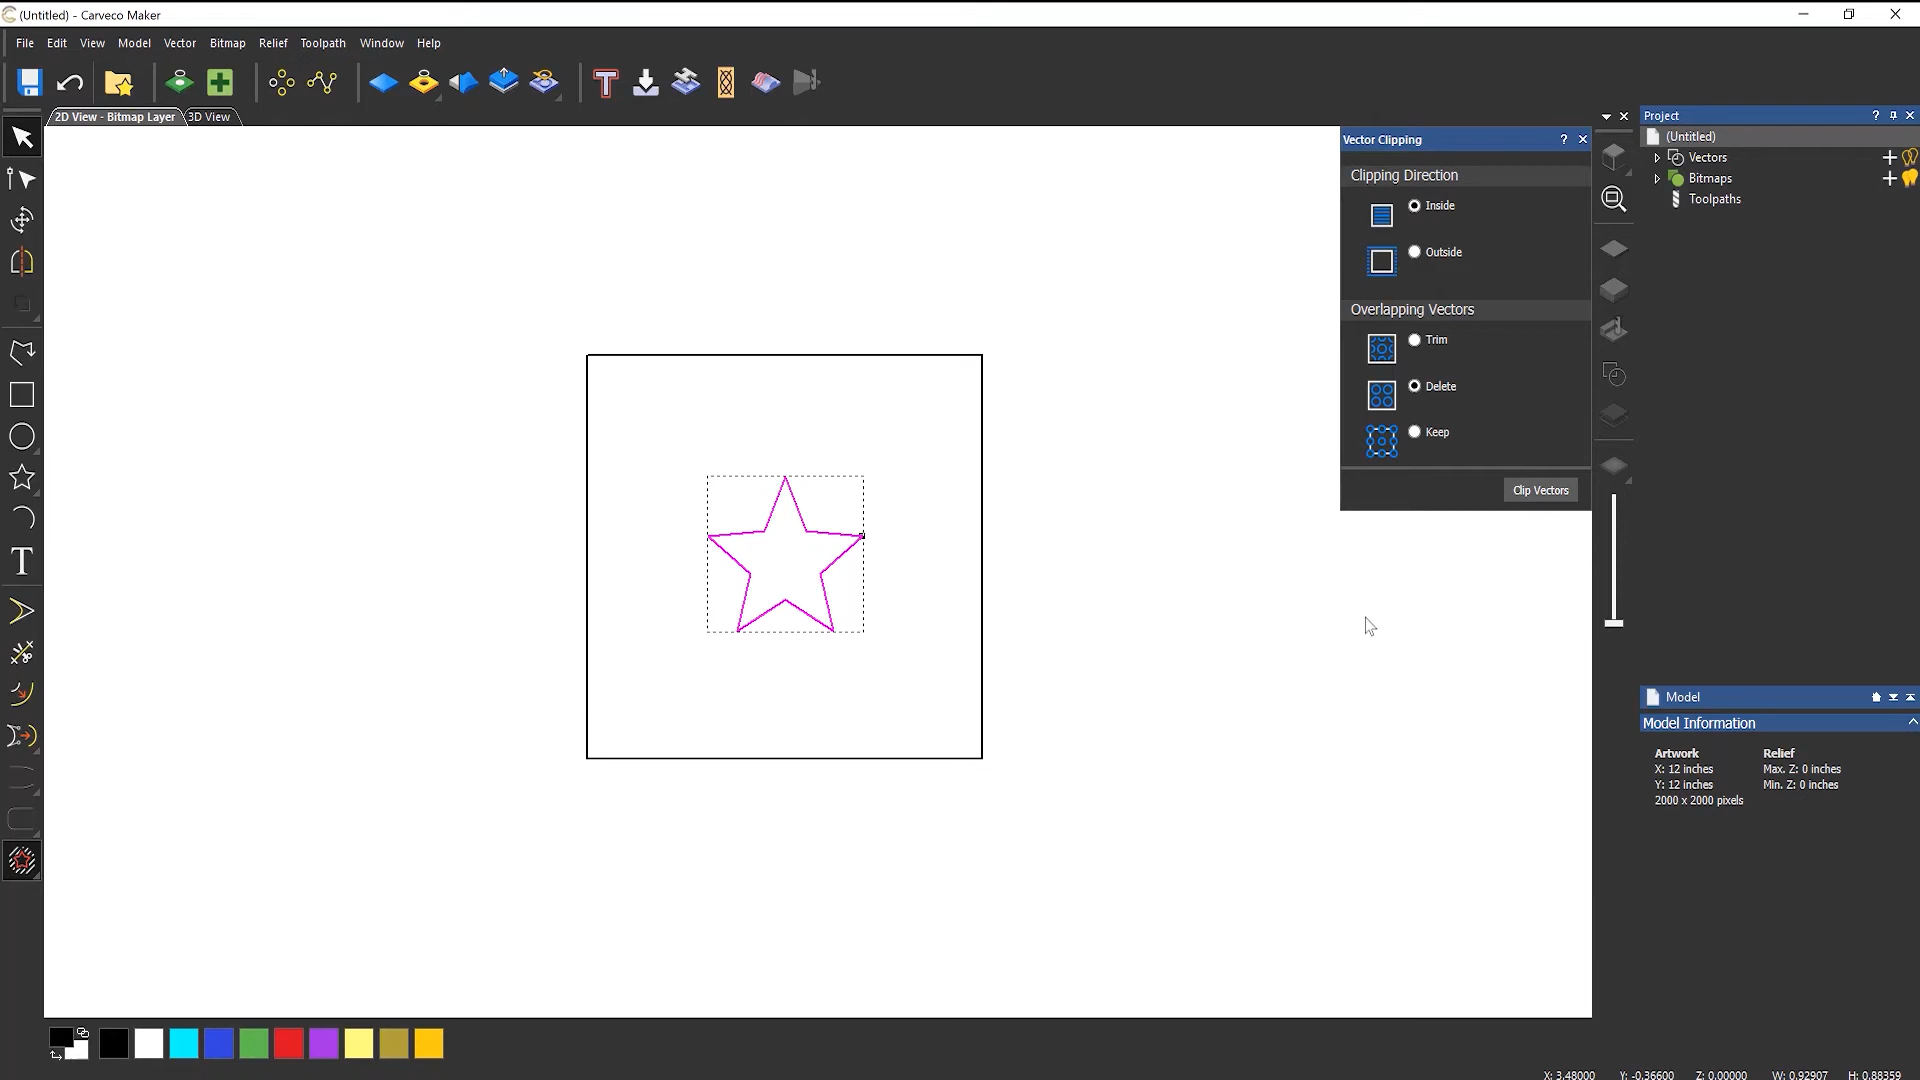 (Untitled) - Carveco Maker
File Edit View Model Vector Bitmap Relief Toolpath Window Help
2D View - Bitmap Layer 3D View
Vector Clipping ?
Clipping Direction
Inside
Outside
Overlapping Vectors
Trim
Delete
Keep
Clip Vectors
Project ?
(Untitled)
Vectors
Bitmaps
Toolpaths
Model
Model Information
Artwork Relief
X: 12 inches Max. Z: 0 inches
Y: 12 inches Min. Z: 0 inches
2000 x 2000 pixels
X: 3.48000 Y: -0.36600 Z: 0.00000 W: 0.92907 H: 0.88359